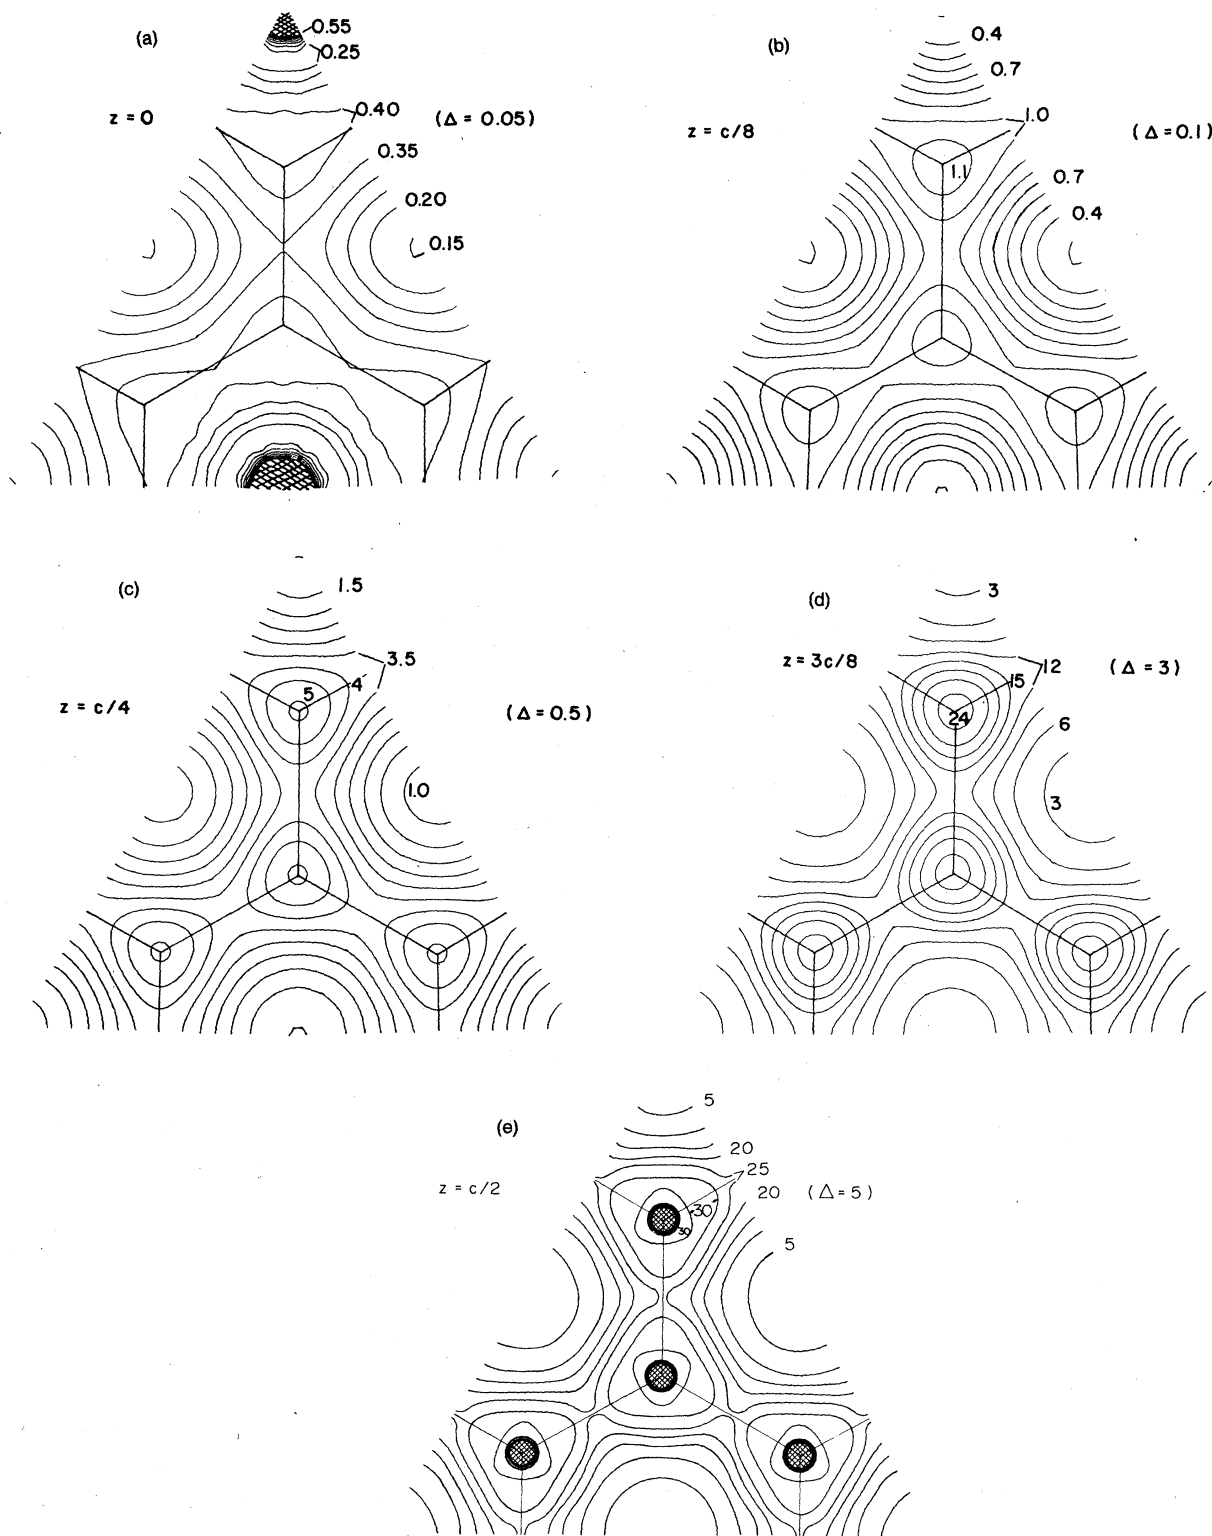 (a)
0.55
0.25
z = 0
0.40
(Δ = 0.05)
0.35
0.20
0.15
(b)
0.4
0.7
z = c/8
1.0
(Δ = 0.1)
1.1
0.7
0.4
(c)
1.5
3.5
z = c/4
5
4
(Δ = 0.5)
1.0
(d)
3
z = 3c/8
12
(Δ = 3)
15
24
6
3
(e)
5
20
25
z = c/2
20
(Δ = 5)
30
30
5